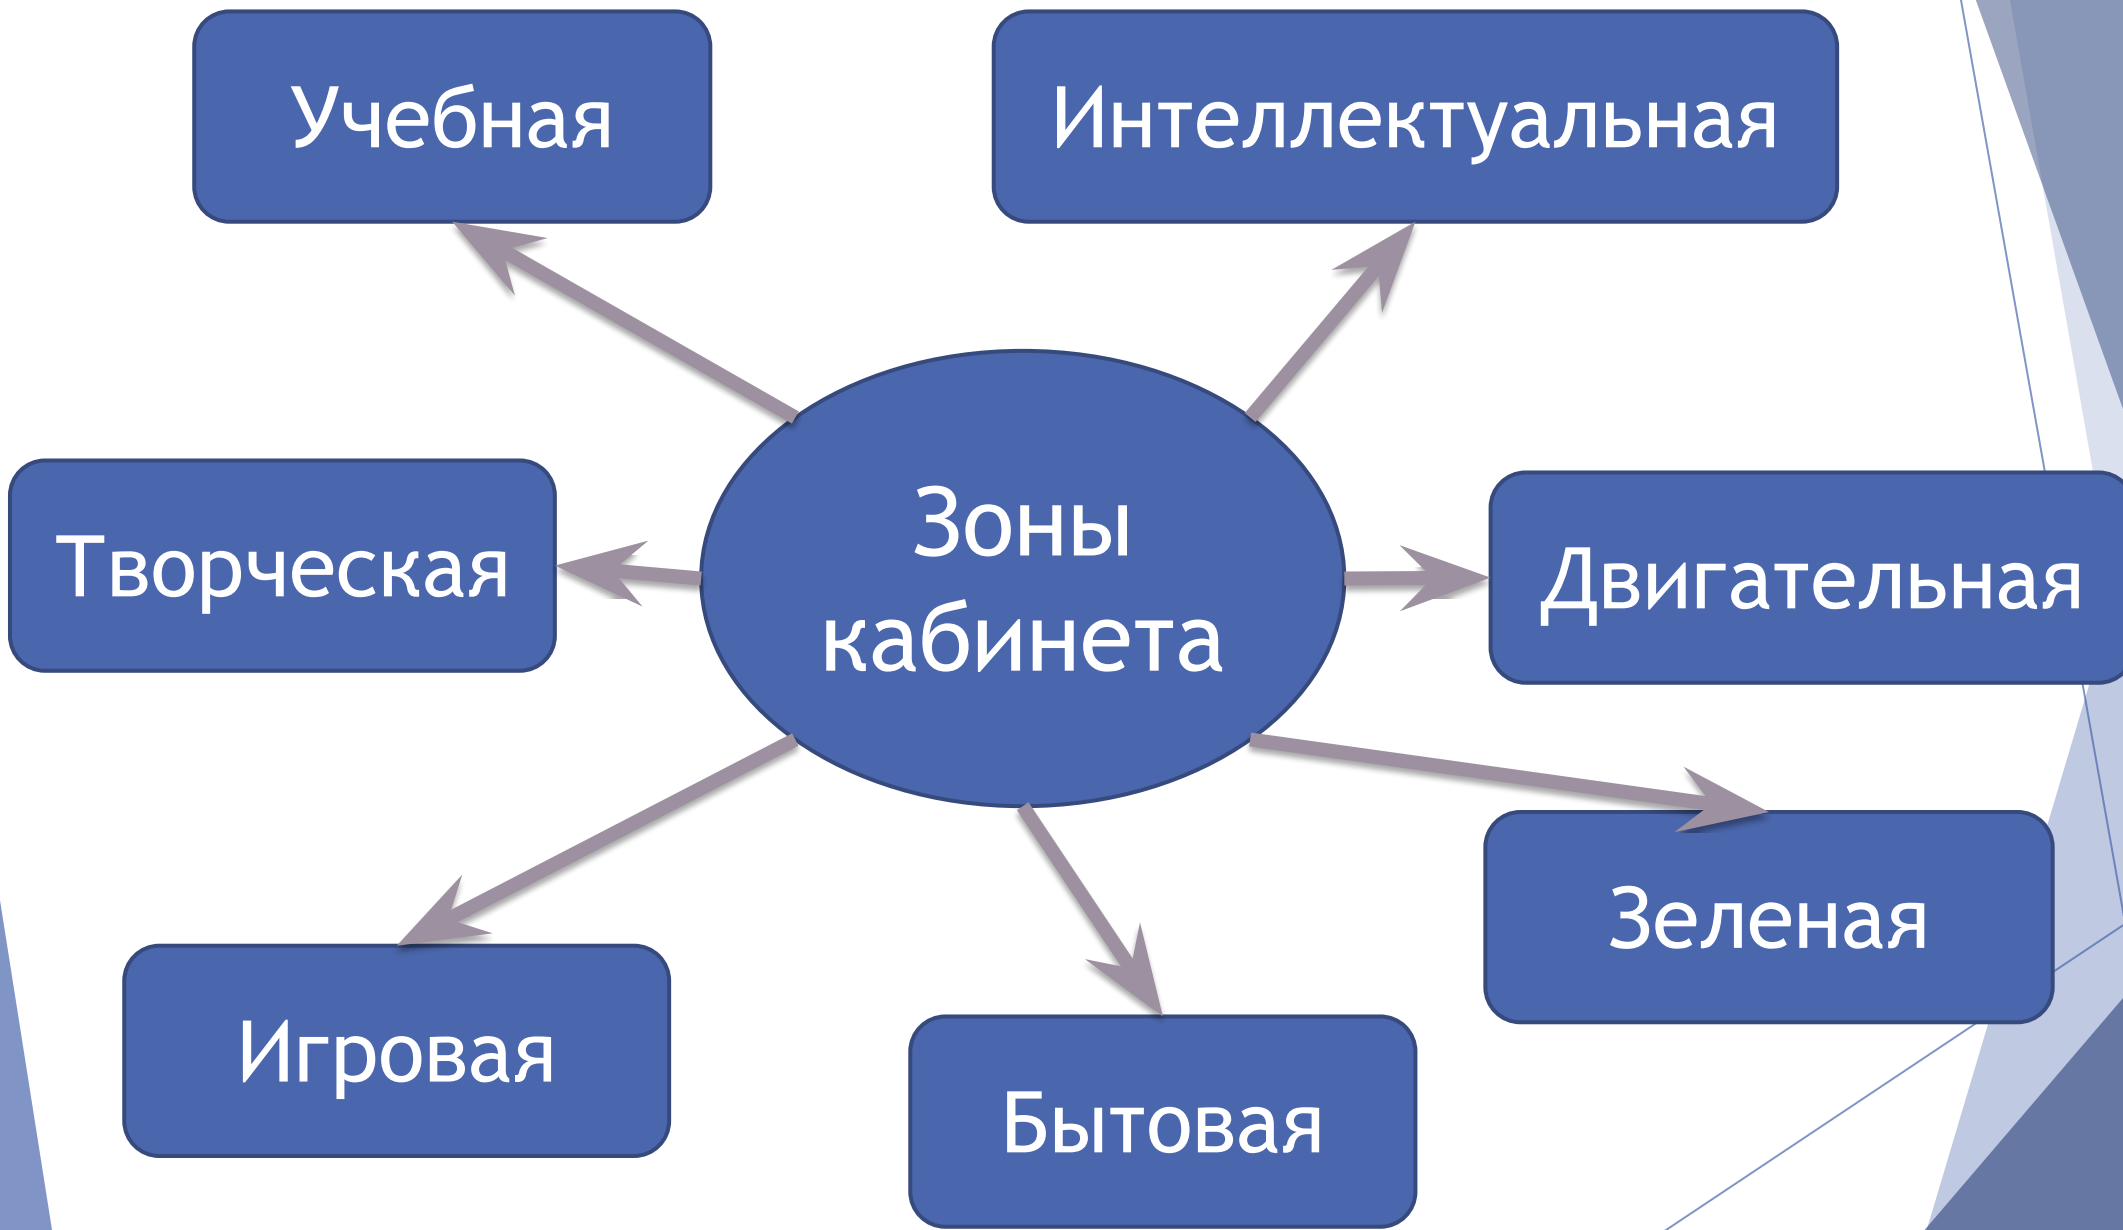 Учебная
Интеллектуальная
Зоны
кабинета
Творческая
Двигательная
Зеленая
Игровая
Бытовая